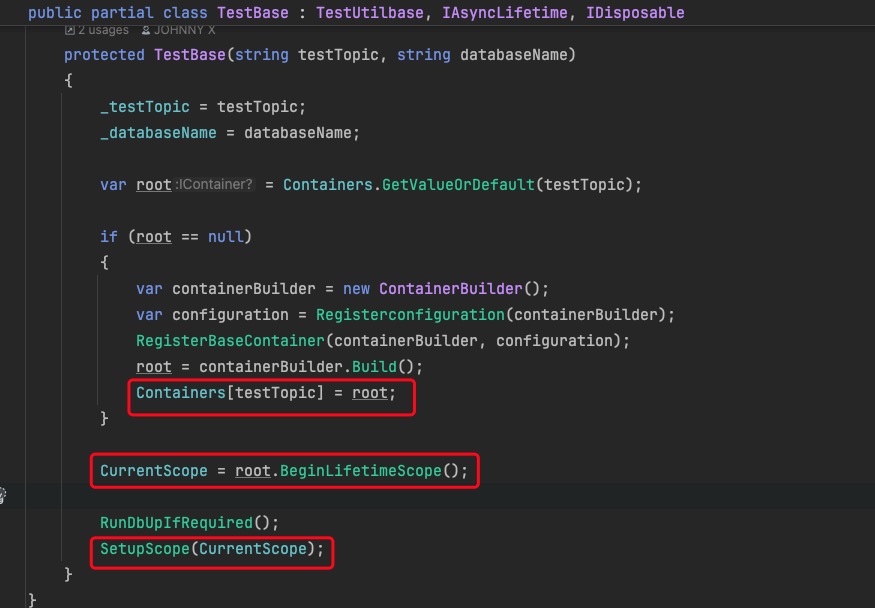 public partial class TestBase : TestUtilbase, IAsyncLifetime, IDisposable
2 usages JOHNNY X
protected TestBase(string testTopic, string databaseName)
{
_testTopic = testTopic;
_databaseName = databaseName;
var root :IContainer? = Containers.GetValueOrDefault(testTopic);
if (root == null)
{
var containerBuilder = new ContainerBuilder();
var configuration = Registerconfiguration(containerBuilder);
RegisterBaseContainer(containerBuilder, configuration);
root = containerBuilder.Build();
Containers[testTopic] = root;
}
CurrentScope = root.BeginLifetimeScope();
RunDbUpIfRequired();
SetupScope(CurrentScope);
}
}